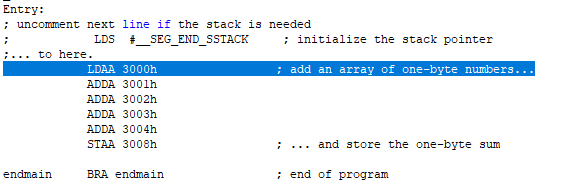 Entry:
; uncomment next line if the stack is needed
; LDS #__SEG_END_SSTACK ; initialize the stack pointer
;... to here.
LDAA 3000h ; add an array of one-byte numbers...
ADDA 3001h
ADDA 3002h
ADDA 3003h
ADDA 3004h
STAA 3008h ; ... and store the one-byte sum
endmain BRA endmain ; end of program